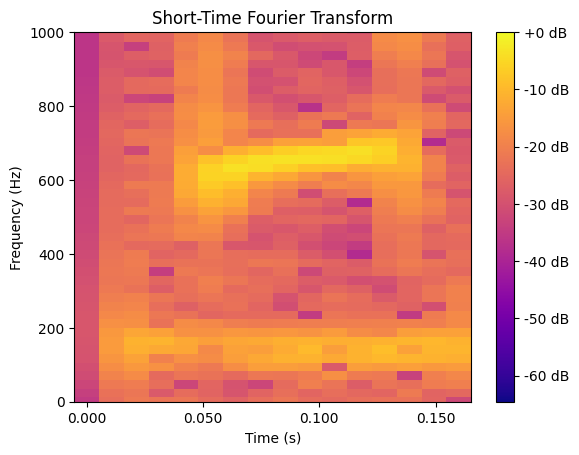 Short-Time Fourier Transform
1000
800
600
400
200
0
Frequency (Hz)
0.000
0.050
0.100
0.150
Time (s)
+0 dB
-10 dB
-20 dB
-30 dB
-40 dB
-50 dB
-60 dB